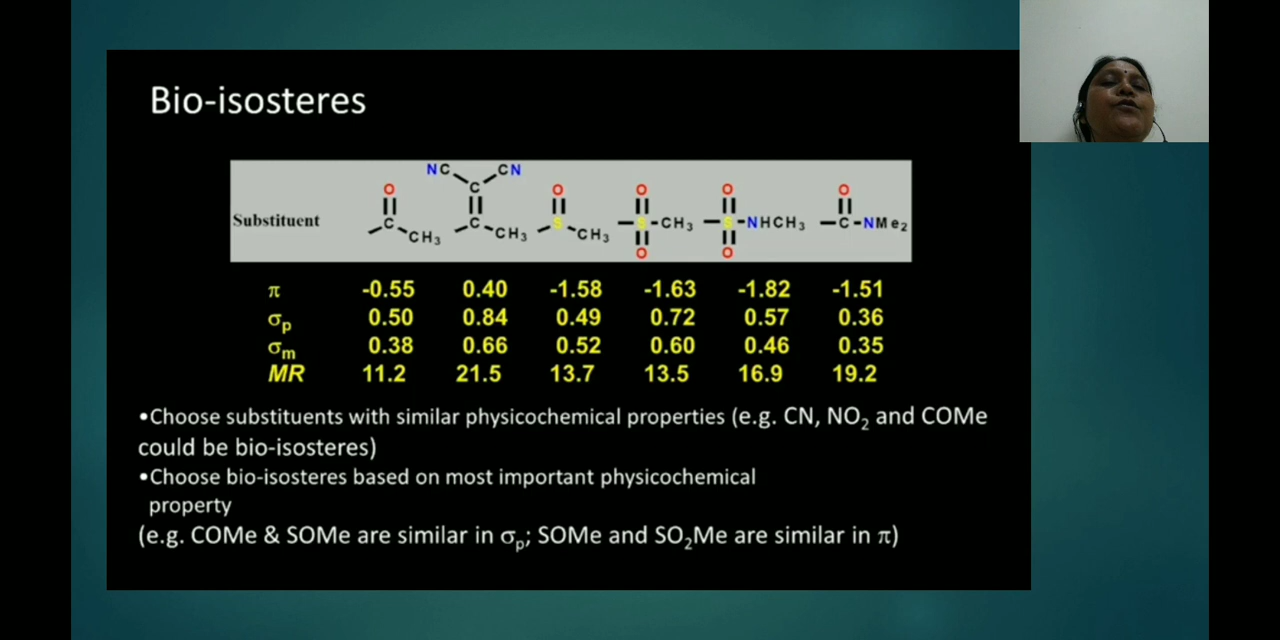 Bio-isosteres
NC CN
O C O O O O
Substituent C CH3 C CH3 S CH3 S CH3 S NHCH3 C NMe2
O O
π -0.55 0.40 -1.58 -1.63 -1.82 -1.51
σp 0.50 0.84 0.49 0.72 0.57 0.36
σm 0.38 0.66 0.52 0.60 0.46 0.35
MR 11.2 21.5 13.7 13.5 16.9 19.2
•Choose substituents with similar physicochemical properties (e.g. CN, NO2 and COMe
could be bio-isosteres)
•Choose bio-isosteres based on most important physicochemical
property
(e.g. COMe & SOMe are similar in σp; SOMe and SO2Me are similar in π)